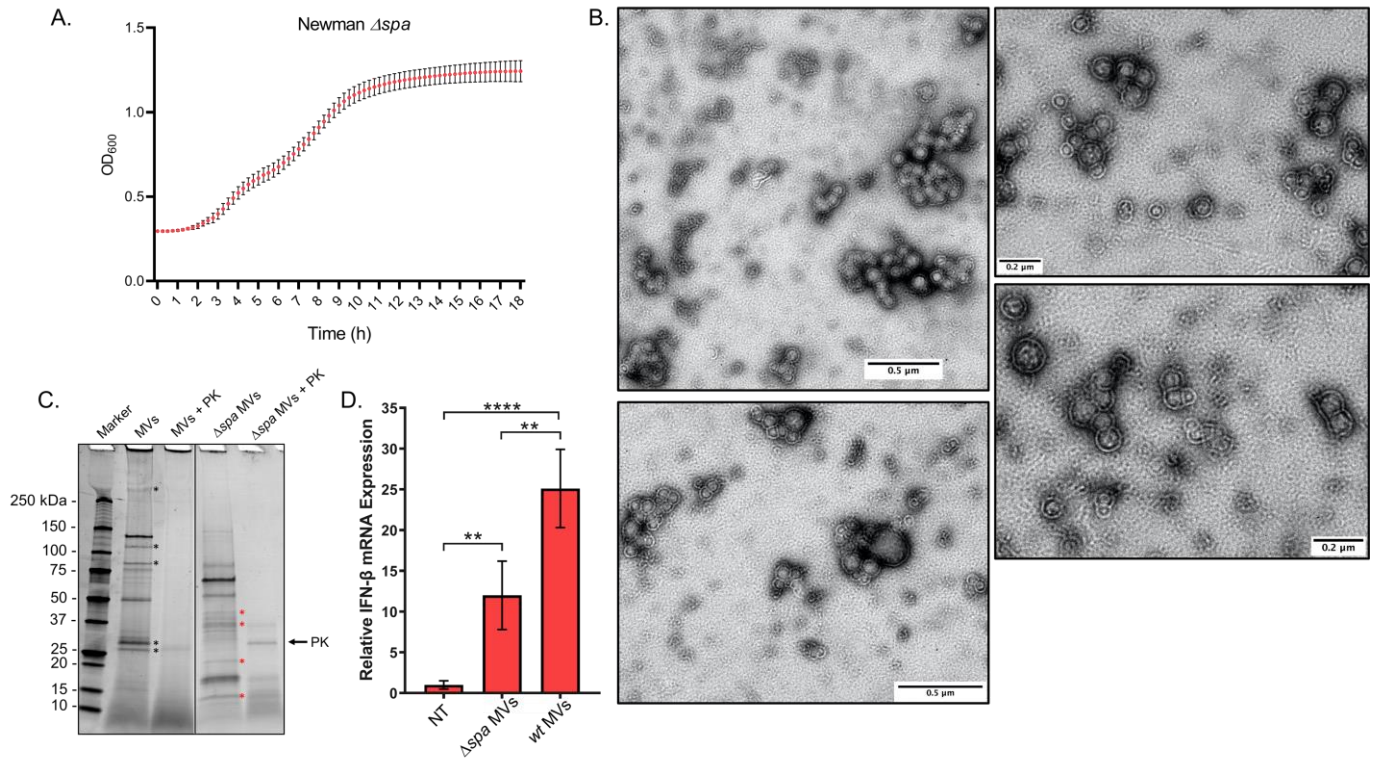 A.
Newman Δspa
1.5
1.0
0.5
0.0
OD600
0 1 2 3 4 5 6 7 8 9 10 11 12 13 14 15 16 17 18
Time (h)
B.
0.5 μm
0.2 μm
0.2 μm
0.5 μm
C.
Marker
MVs
MVs + PK
Δspa MVs
Δspa MVs + PK
250 kDa -
150 -
100 -
75 -
50 -
37 -
25 -
20 -
15 -
10 -
*
*
*
*
*
*
*
*
*
PK
D.
Relative IFN-β mRNA Expression
35
30
25
20
15
10
5
0
****
**
**
NT
Δspa MVs
wt MVs